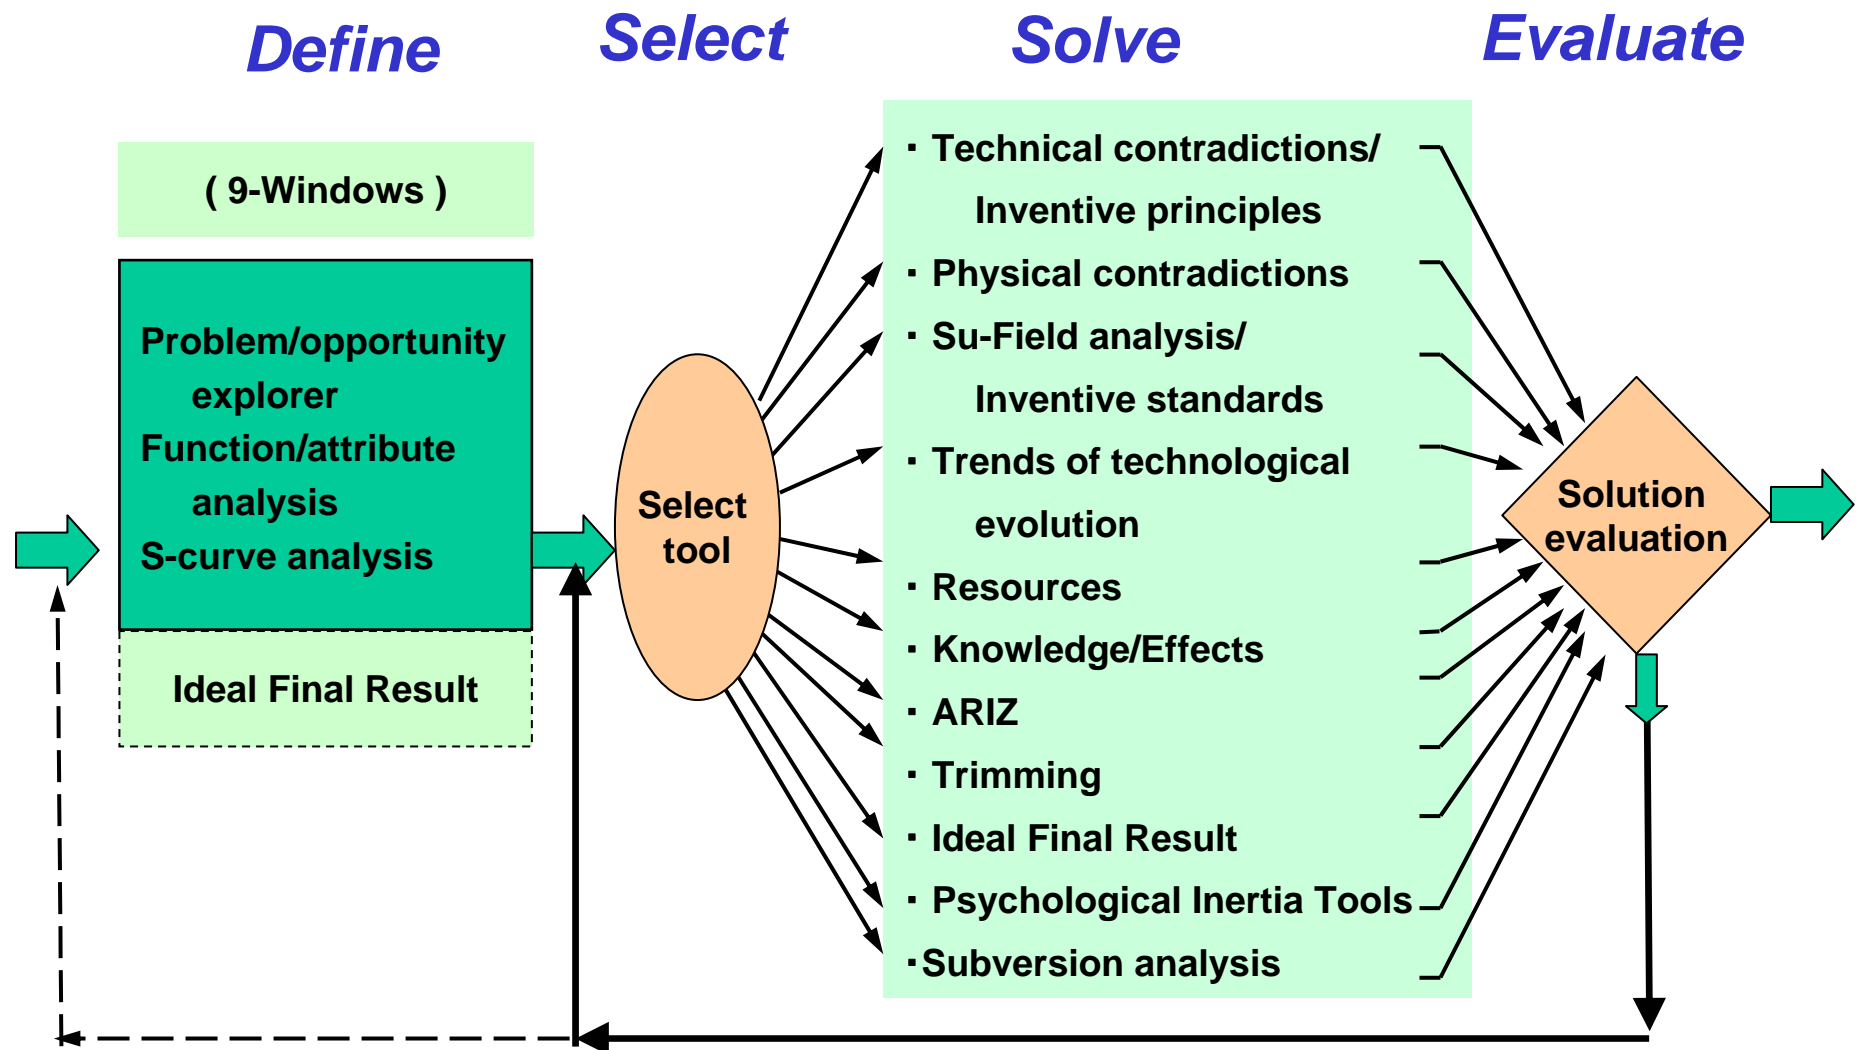 Define
Select
Solve
Evaluate
( 9-Windows )
Problem/opportunity
explorer
Function/attribute
analysis
S-curve analysis
Ideal Final Result
Select
tool
・Technical contradictions/
Inventive principles
・Physical contradictions
・Su-Field analysis/
Inventive standards
・Trends of technological
evolution
・Resources
・Knowledge/Effects
・ARIZ
・Trimming
・Ideal Final Result
・Psychological Inertia Tools
・Subversion analysis
Solution
evaluation